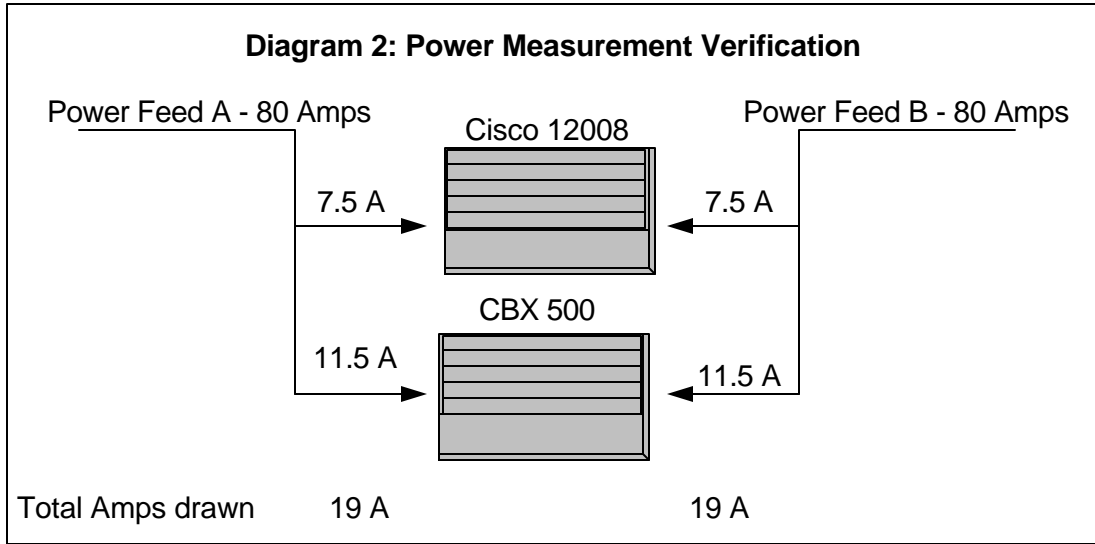 Diagram 2: Power Measurement Verification
Power Feed A - 80 Amps
Power Feed B - 80 Amps
Cisco 12008
7.5 A
7.5 A
CBX 500
11.5 A
11.5 A
Total Amps drawn 19 A 19 A